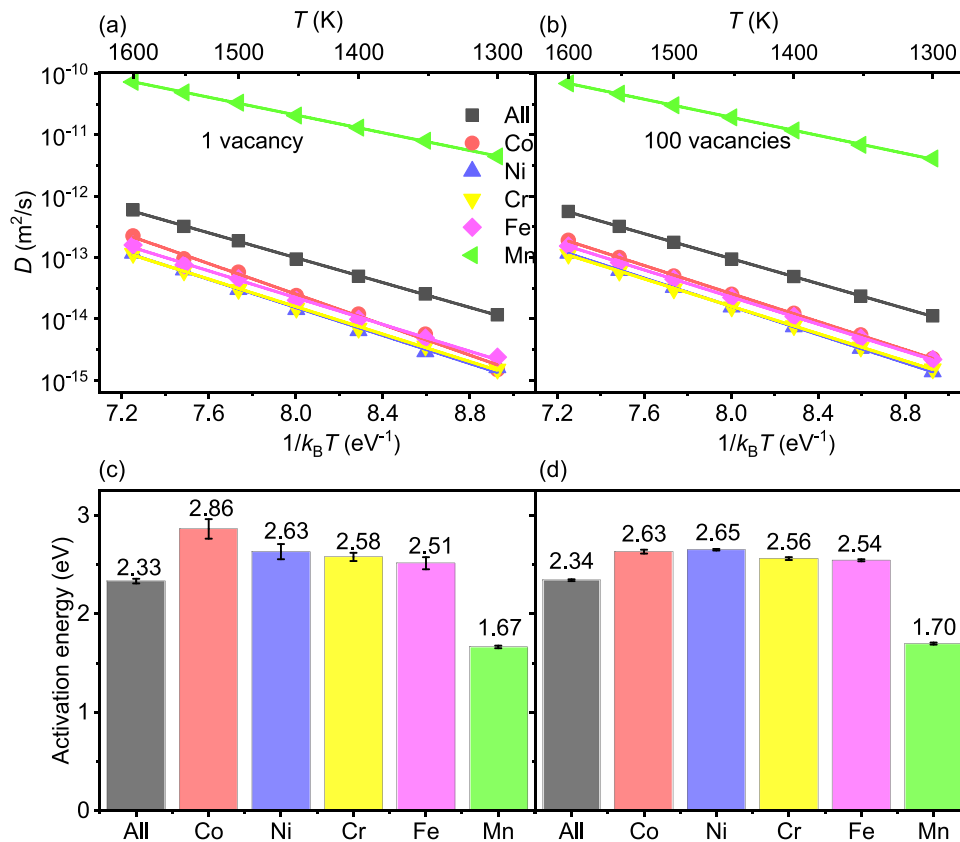 (a) T (K) (b) T (K)
1600 1500 1400 1300 1600 1500 1400 1300
10⁻¹⁰
10⁻¹¹
10⁻¹²
10⁻¹³
10⁻¹⁴
10⁻¹⁵
D (m²/s)
1 vacancy
All
Co
Ni
Cr
Fe
Mn
100 vacancies
7.2 7.6 8.0 8.4 8.8 7.2 7.6 8.0 8.4 8.8
1/k_BT (eV⁻¹) 1/k_BT (eV⁻¹)
(c) (d)
Activation energy (eV)
3
2
1
0
2.33 2.86 2.63 2.58 2.51 1.67
2.34 2.63 2.65 2.56 2.54 1.70
All Co Ni Cr Fe Mn All Co Ni Cr Fe Mn